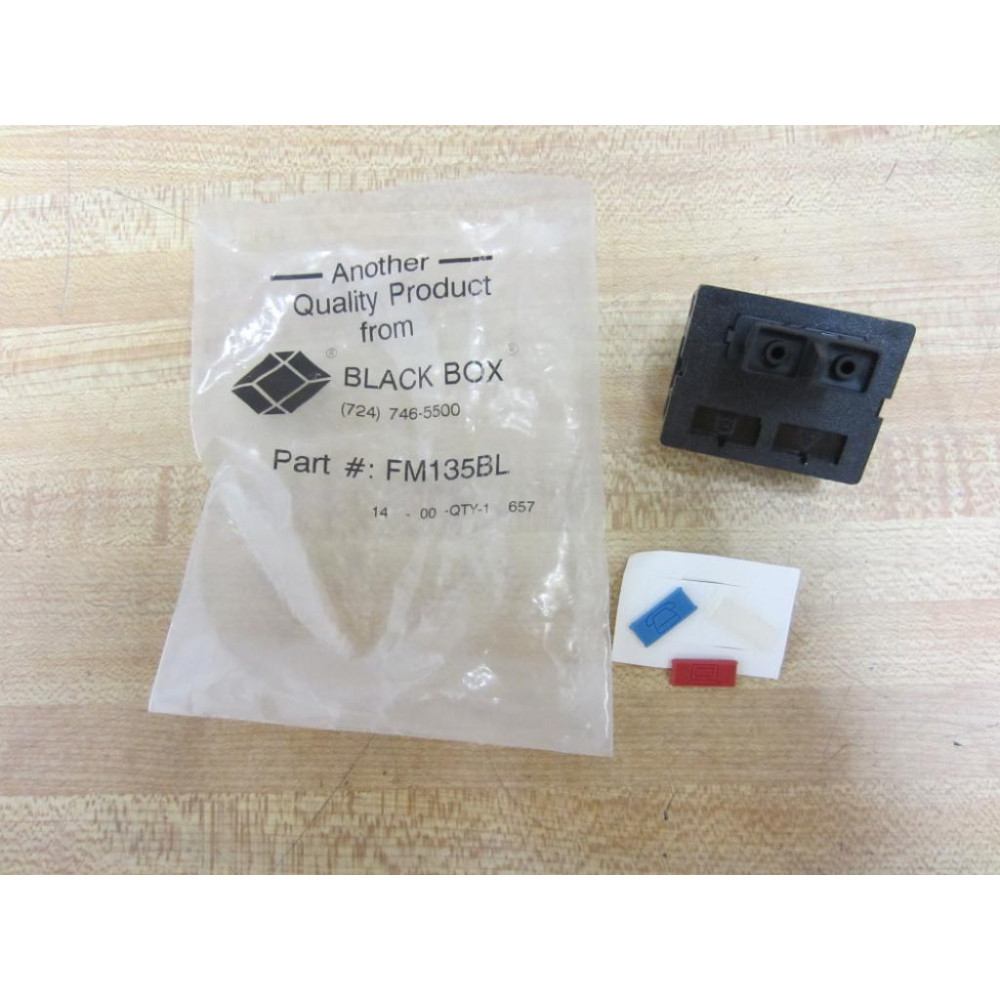 Another
Quality Product
from
® BLACK BOX ®
(724) 746-5500
Part #: FM135BL
14 - 00 -QTY-1 657